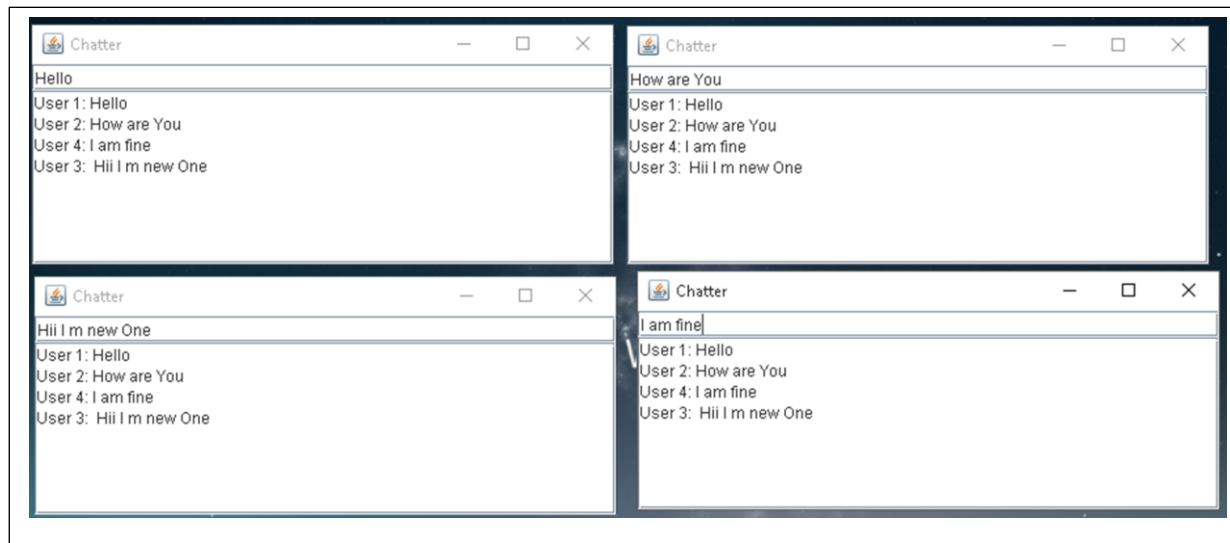 Chatter
Hello
User 1: Hello
User 2: How are You
User 4: I am fine
User 3:  Hii I m new One
Chatter
How are You
User 1: Hello
User 2: How are You
User 4: I am fine
User 3:  Hii I m new One
Chatter
Hii I m new One
User 1: Hello
User 2: How are You
User 4: I am fine
User 3:  Hii I m new One
Chatter
I am fine
User 1: Hello
User 2: How are You
User 4: I am fine
User 3:  Hii I m new One